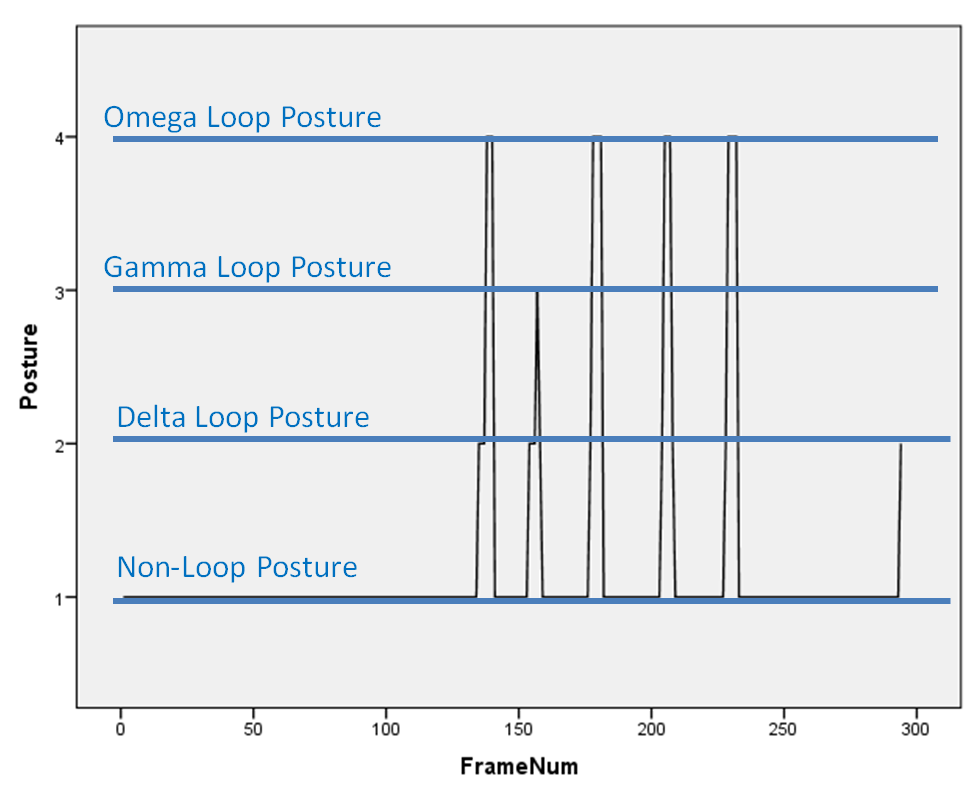 Omega Loop Posture
4
Gamma Loop Posture
3
Posture
Delta Loop Posture
2
Non-Loop Posture
1
0 50 100 150 200 250 300
FrameNum